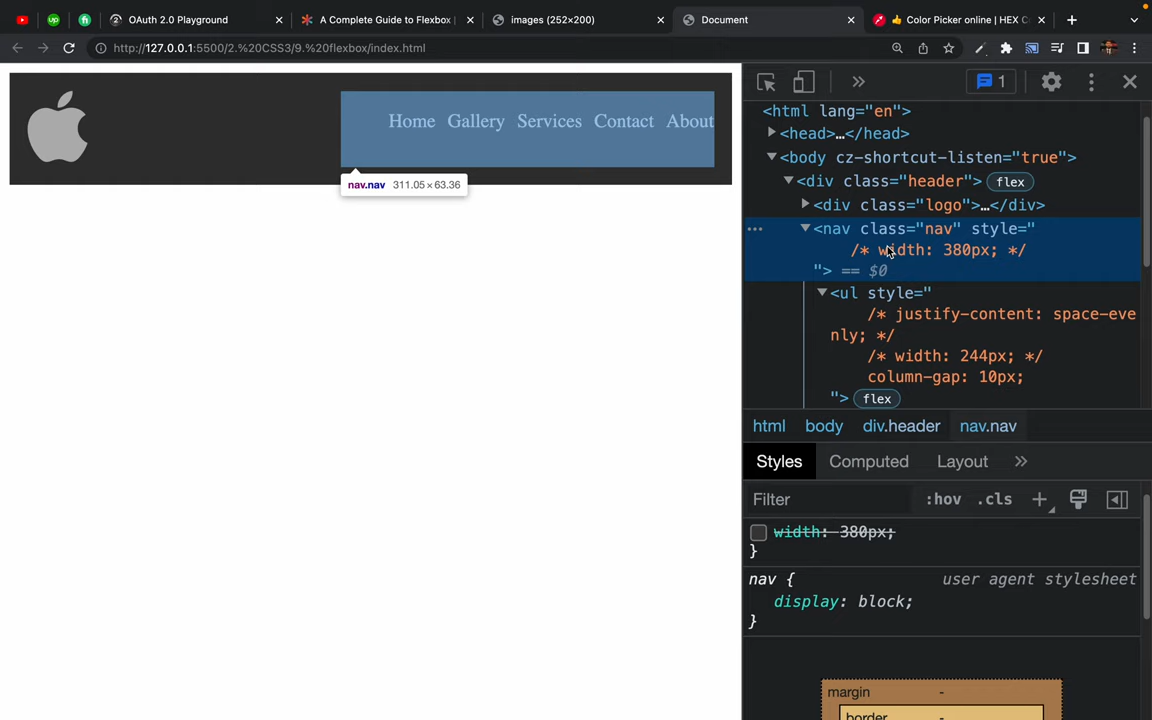 OAuth 2.0 Playground
A Complete Guide to Flexbox
images (252×200)
Document
👍 Color Picker online | HEX C
http://127.0.0.1:5500/2.%20CSS3/9.%20flexbox/index.html
Home Gallery Services Contact About
nav.nav 311.05×63.36
1
<html lang="en">
<head>…</head>
<body cz-shortcut-listen="true">
<div class="header"> flex
<div class="logo">…</div>
<nav class="nav" style="
/* width: 380px; */
"> == $0
<ul style="
/* justify-content: space-eve
nly; */
/* width: 244px; */
column-gap: 10px;
"> flex
html body div.header nav.nav
Styles Computed Layout
Filter :hov .cls
width: 380px;
}
nav { user agent stylesheet
display: block;
}
margin -
border -